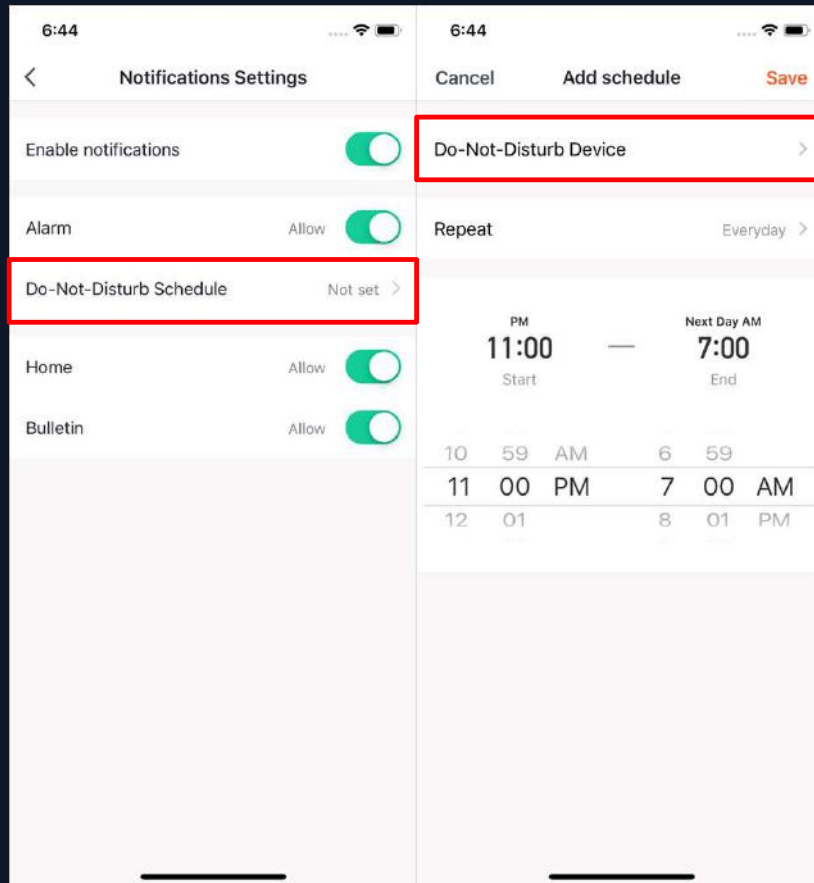 6:44
Notifications Settings
Enable notifications
Alarm Allow
Do-Not-Disturb Schedule Not set
Home Allow
Bulletin Allow
6:44
Cancel Add schedule Save
Do-Not-Disturb Device
Repeat Everyday
PM Next Day AM
11:00 — 7:00
Start End
10 59 AM 6 59
11 00 PM 7 00 AM
12 01 8 01 PM